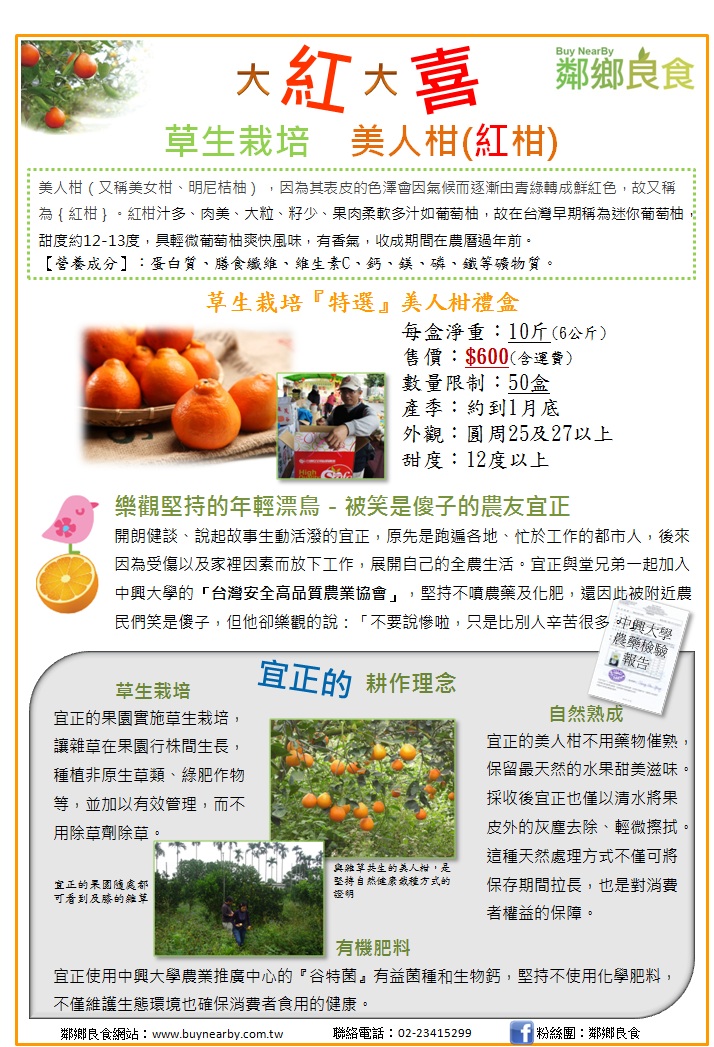 大紅大喜
Buy NearBy
鄰鄉良食
草生栽培 美人柑(紅柑)
美人柑（又稱美女柑、明尼桔柚），因為其表皮的色澤會因氣候而逐漸由青綠轉成鮮紅色，故又稱
為｛紅柑｝。紅柑汁多、肉美、大粒、籽少、果肉柔軟多汁如葡萄柚，故在台灣早期稱為迷你葡萄柚，
甜度約12-13度，具輕微葡萄柚爽快風味，有香氣，收成期間在農曆過年前。
【營養成分】：蛋白質、膳食纖維、維生素C、鈣、鎂、磷、鐵等礦物質。
草生栽培『特選』美人柑禮盒
每盒淨重：10斤(6公斤)
售價：$600(含運費)
數量限制：50盒
產季：約到1月底
外觀：圓周25及27以上
甜度：12度以上
樂觀堅持的年輕漂鳥－被笑是傻子的農友宜正
開朗健談、說起故事生動活潑的宜正，原先是跑遍各地、忙於工作的都市人，後來
因為受傷以及家裡因素而放下工作，展開自己的全農生活。宜正與堂兄弟一起加入
中興大學的「台灣安全高品質農業協會」，堅持不噴農藥及化肥，還因此被附近農
民們笑是傻子，但他卻樂觀的說：「不要說慘啦，只是比別人辛苦很多
中興大學
農藥檢驗
報告
宜正的 耕作理念
草生栽培
宜正的果園實施草生栽培，
讓雜草在果園行株間生長，
種植非原生草類、綠肥作物
等，並加以有效管理，而不
用除草劑除草。
宜正的果園隨處都
可看到及膝的雜草
與雜草共生的美人柑，是
堅持自然健康栽種方式的
證明
自然熟成
宜正的美人柑不用藥物催熟，
保留最天然的水果甜美滋味。
採收後宜正也僅以清水將果
皮外的灰塵去除、輕微擦拭。
這種天然處理方式不僅可將
保存期間拉長，也是對消費
者權益的保障。
有機肥料
宜正使用中興大學農業推廣中心的『谷特菌』有益菌種和生物鈣，堅持不使用化學肥料，
不僅維護生態環境也確保消費者食用的健康。
鄰鄉良食網站：www.buynearby.com.tw 聯絡電話：02-23415299 粉絲團：鄰鄉良食